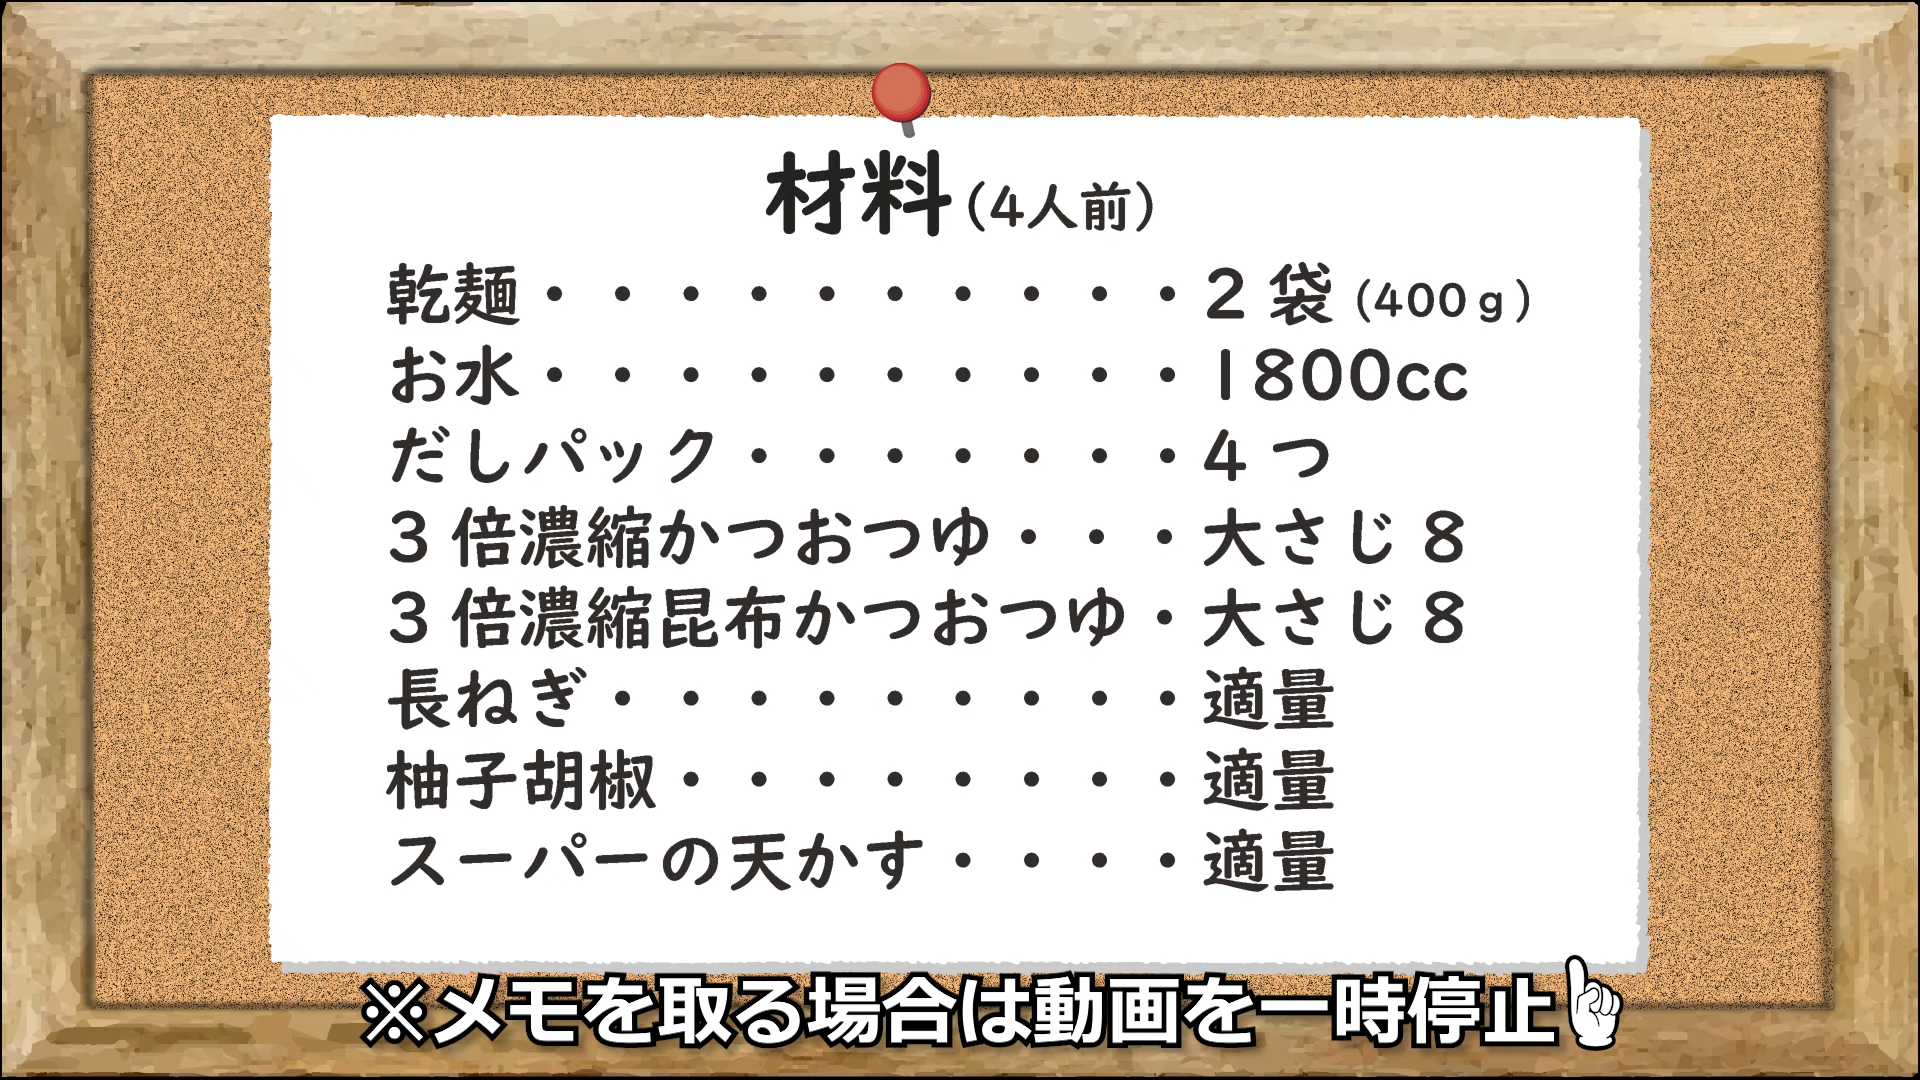 材料(4人前)
乾麺・・・・・・・・・・2袋(400g)
お水・・・・・・・・・・1800cc
だしパック・・・・・・・4つ
3倍濃縮かつおつゆ・・・大さじ8
3倍濃縮昆布かつおつゆ・大さじ8
長ねぎ・・・・・・・・・適量
柚子胡椒・・・・・・・・適量
スーパーの天かす・・・・適量
※メモを取る場合は動画を一時停止